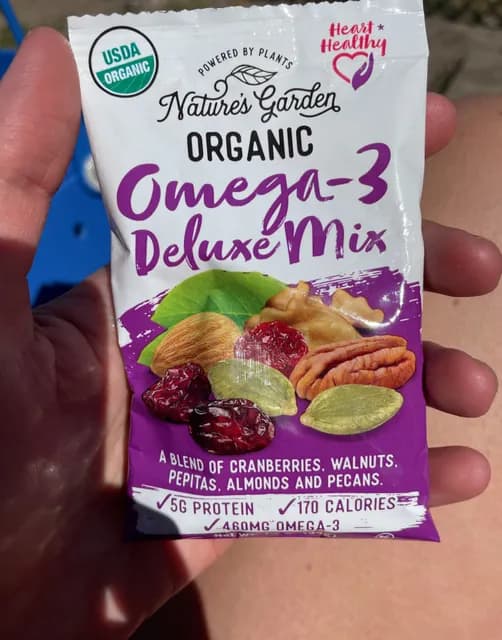 USDA
ORGANIC
POWERED BY PLANTS
Nature's Garden
Heart*
Healthy
ORGANIC
Omega-3
Deluxe Mix
A BLEND OF CRANBERRIES, WALNUTS,
PEPITAS, ALMONDS AND PECANS.
✓5G PROTEIN ✓170 CALORIES
✓460MG OMEGA-3